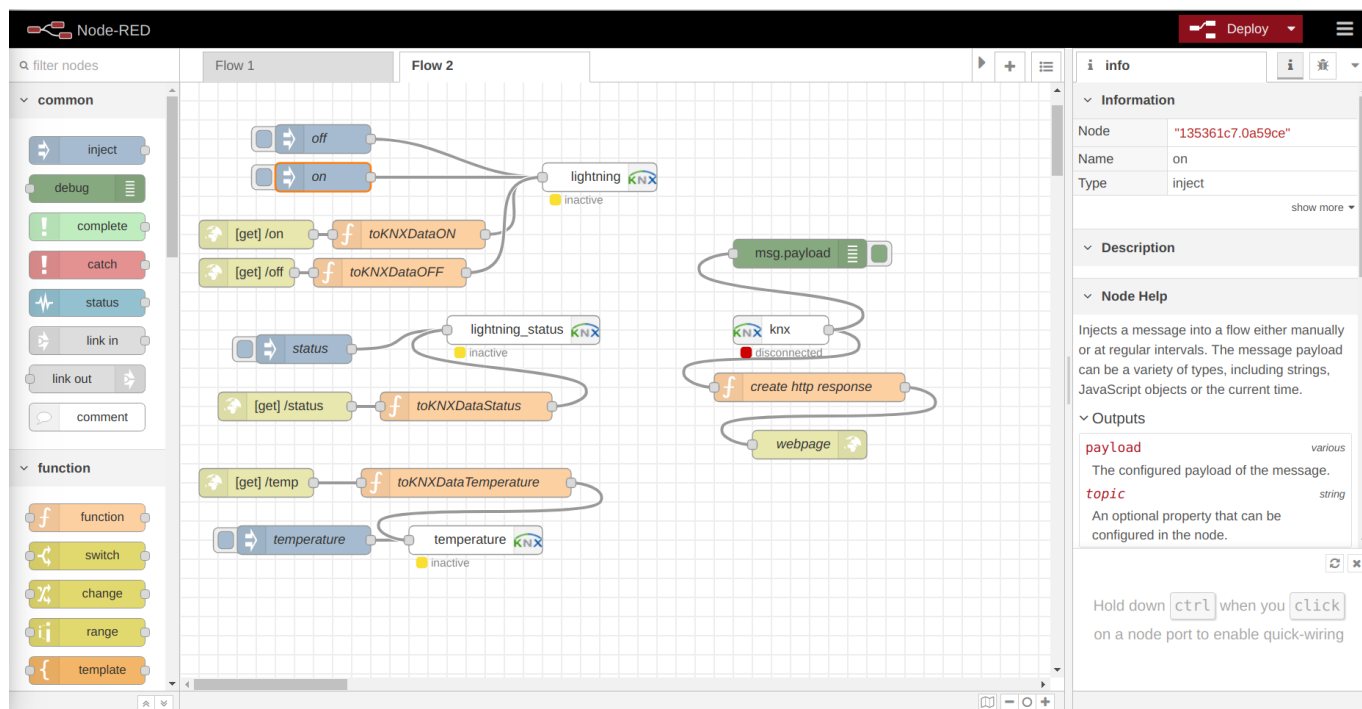 Node-RED
Deploy
filter nodes
Flow 1
Flow 2
i info
i
common
inject
debug
complete
catch
status
link in
link out
comment
function
function
switch
change
range
template
off
on
lightning KNX
inactive
[get] /on
toKNXDataON
[get] /off
toKNXDataOFF
msg.payload
lightning_status KNX
inactive
status
KNX knx
disconnected
create http response
[get] /status
toKNXDataStatus
webpage
[get] /temp
toKNXDataTemperature
temperature
temperature KNX
inactive
Information
Node "135361c7.0a59ce"
Name on
Type inject
show more
Description
Node Help
Injects a message into a flow either manually
or at regular intervals. The message payload
can be a variety of types, including strings,
JavaScript objects or the current time.
Outputs
payload various
The configured payload of the message.
topic string
An optional property that can be
configured in the node.
Hold down ctrl when you click
on a node port to enable quick-wiring